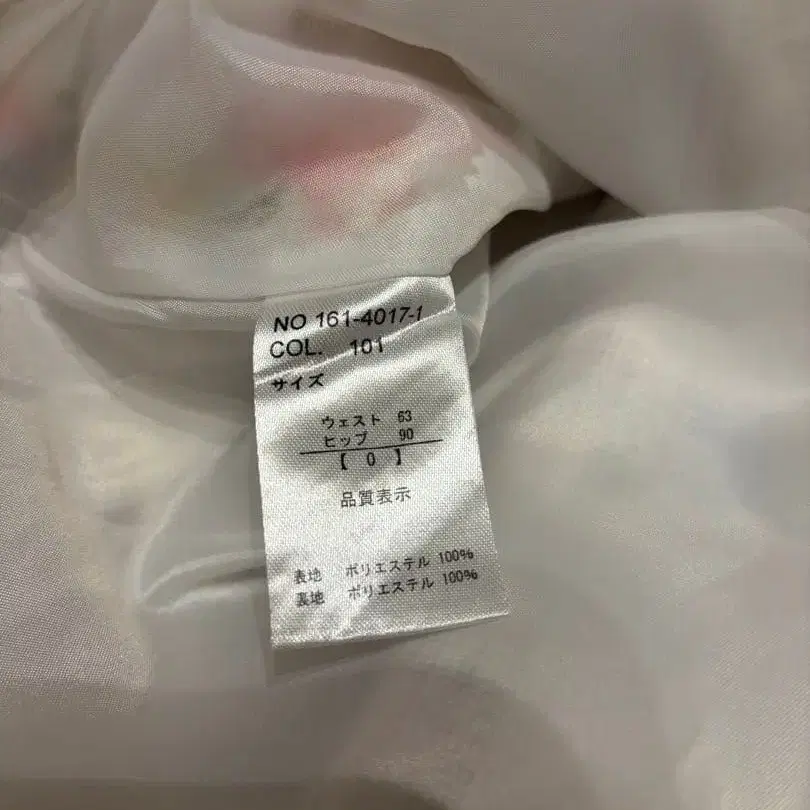 NO 161-4017-1
COL. 101
サイズ
ウェスト 63
ヒップ 90
【 0 】
品質表示
表地 ポリエステル 100%
裏地 ポリエステル 100%